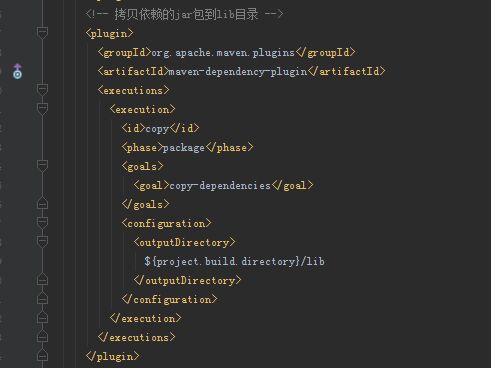 <!-- 拷贝依赖的jar包到lib目录 -->
<plugin>
<groupId>org.apache.maven.plugins</groupId>
<artifactId>maven-dependency-plugin</artifactId>
<executions>
<execution>
<id>copy</id>
<phase>package</phase>
<goals>
<goal>copy-dependencies</goal>
</goals>
<configuration>
<outputDirectory>
${project.build.directory}/lib
</outputDirectory>
</configuration>
</execution>
</executions>
</plugin>